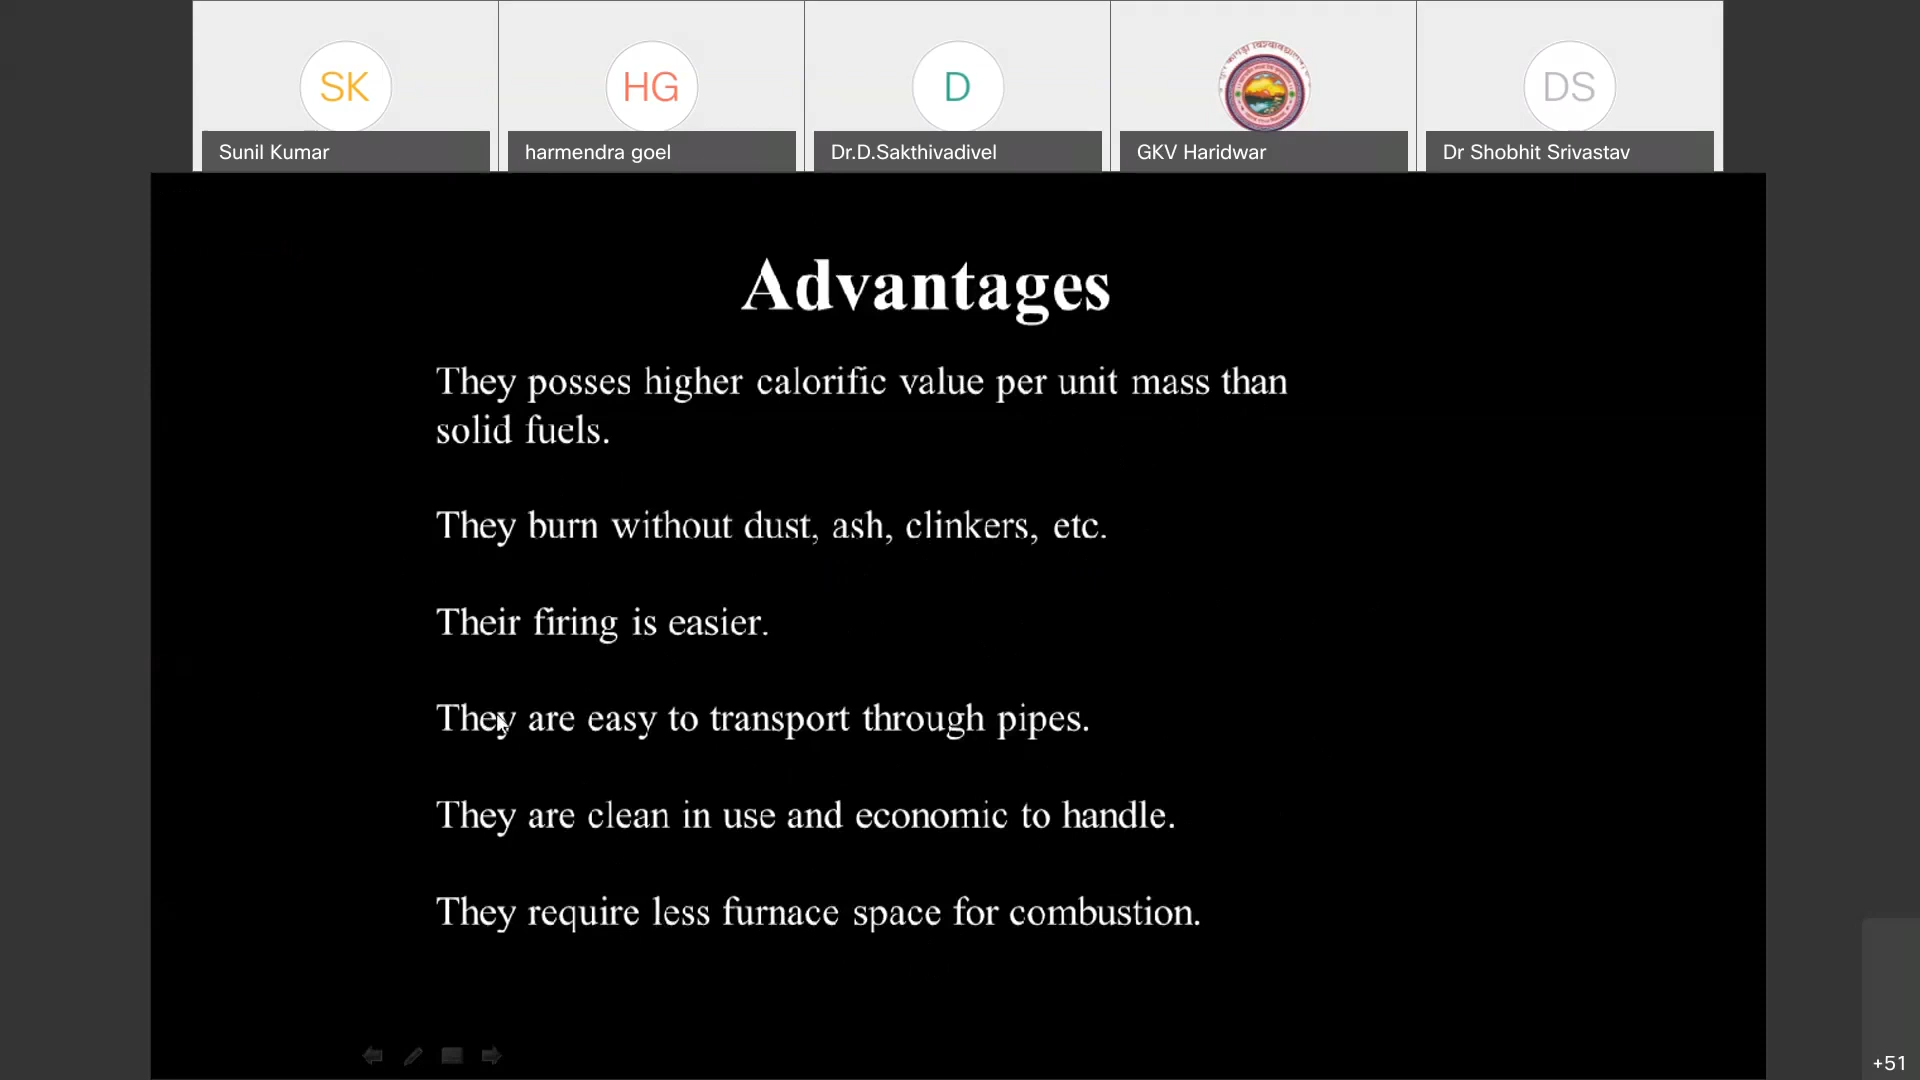 SK
HG
D
DS
Sunil Kumar
harmendra goel
Dr.D.Sakthivadivel
GKV Haridwar
Dr Shobhit Srivastav
Advantages
They posses higher calorific value per unit mass than
solid fuels.
They burn without dust, ash, clinkers, etc.
Their firing is easier.
They are easy to transport through pipes.
They are clean in use and economic to handle.
They require less furnace space for combustion.
+51